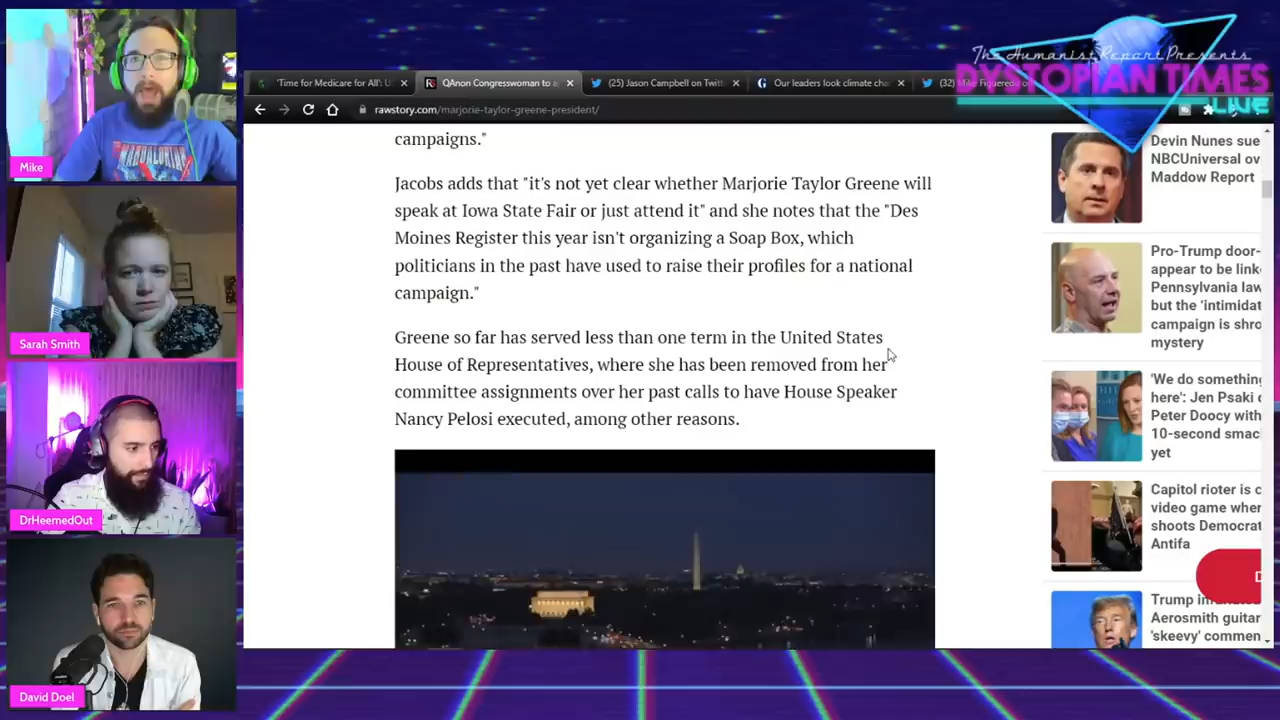 The Humanist Report Presents
DYSTOPIAN TIMES
LIVE
'Time for Medicare for All': U
QAnon Congresswoman to a
(25) Jason Campbell on Twitt
Our leaders look climate cha
(32) Mike Figueredo on
rawstory.com/marjorie-taylor-greene-president/
campaigns."
Jacobs adds that "it's not yet clear whether Marjorie Taylor Greene will
speak at Iowa State Fair or just attend it" and she notes that the "Des
Moines Register this year isn't organizing a Soap Box, which
politicians in the past have used to raise their profiles for a national
campaign."
Greene so far has served less than one term in the United States
House of Representatives, where she has been removed from her
committee assignments over her past calls to have House Speaker
Nancy Pelosi executed, among other reasons.
Devin Nunes sue
NBCUniversal ov
Maddow Report
Pro-Trump door-
appear to be link
Pennsylvania law
but the 'intimidat
campaign is shro
mystery
'We do something
here': Jen Psaki
Peter Doocy with
10-second smac
yet
Capitol rioter is c
video game wher
shoots Democrat
Antifa
Trump
Aerosmith guitar
'skeevy' commen
Mike
Sarah Smith
DrHeemedOut
David Doel